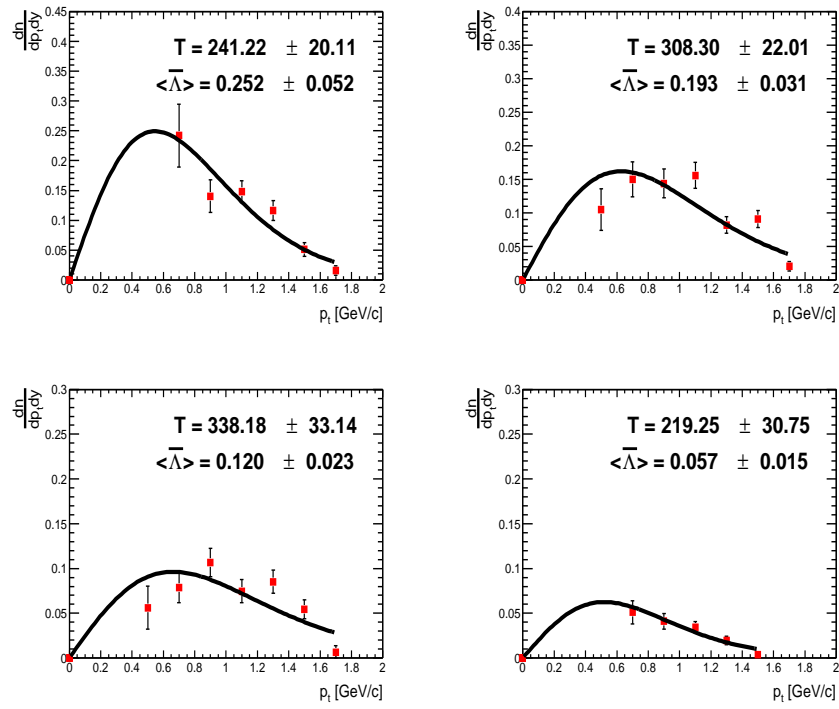 dn
dp_t dy
T = 241.22 ± 20.11
<Λ̅> = 0.252 ± 0.052
0.45
0.4
0.35
0.3
0.25
0.2
0.15
0.1
0.05
0
0 0.2 0.4 0.6 0.8 1 1.2 1.4 1.6 1.8 2
p_t [GeV/c]
dn
dp_t dy
T = 308.30 ± 22.01
<Λ̅> = 0.193 ± 0.031
0.4
0.35
0.3
0.25
0.2
0.15
0.1
0.05
0
0 0.2 0.4 0.6 0.8 1 1.2 1.4 1.6 1.8 2
p_t [GeV/c]
dn
dp_t dy
T = 338.18 ± 33.14
<Λ̅> = 0.120 ± 0.023
0.3
0.25
0.2
0.15
0.1
0.05
0
0 0.2 0.4 0.6 0.8 1 1.2 1.4 1.6 1.8 2
p_t [GeV/c]
dn
dp_t dy
T = 219.25 ± 30.75
<Λ̅> = 0.057 ± 0.015
0.3
0.25
0.2
0.15
0.1
0.05
0
0 0.2 0.4 0.6 0.8 1 1.2 1.4 1.6 1.8 2
p_t [GeV/c]